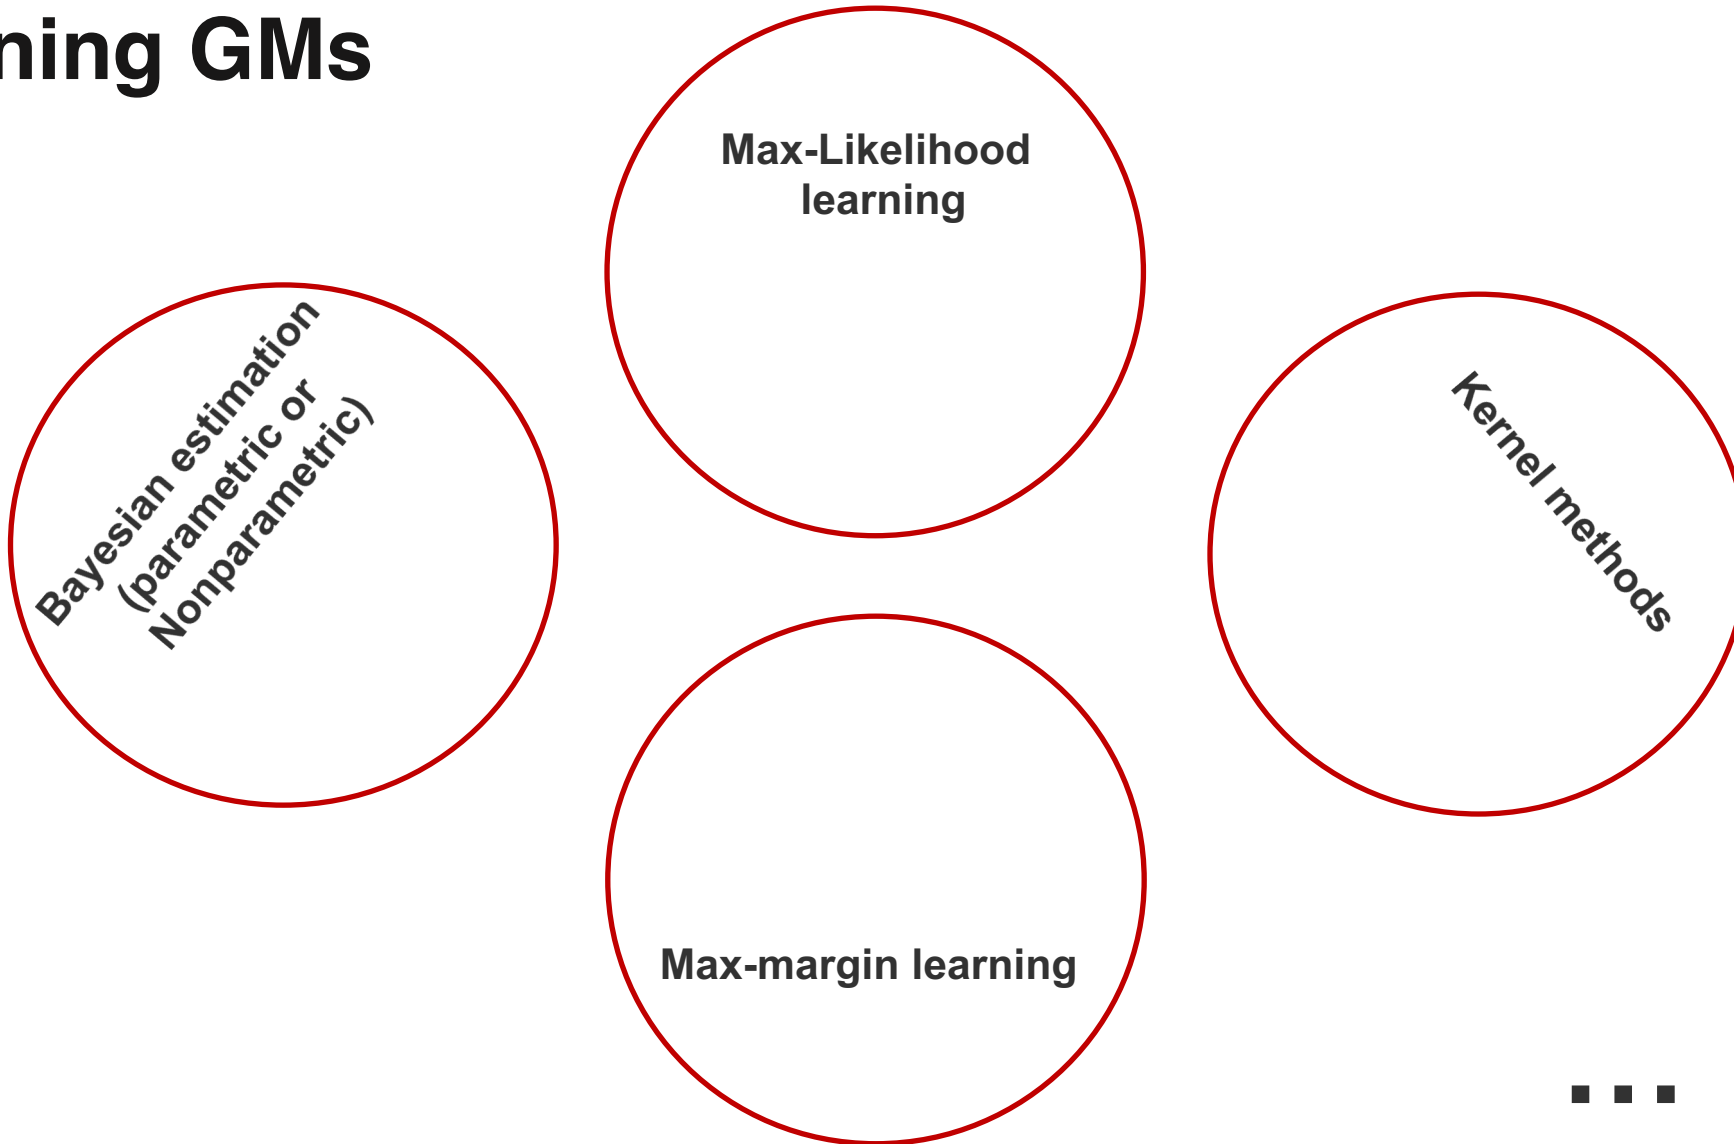 ning GMs
Max-Likelihood
learning
Bayesian estimation
(parametric or
Nonparametric)
Kernel methods
Max-margin learning
...